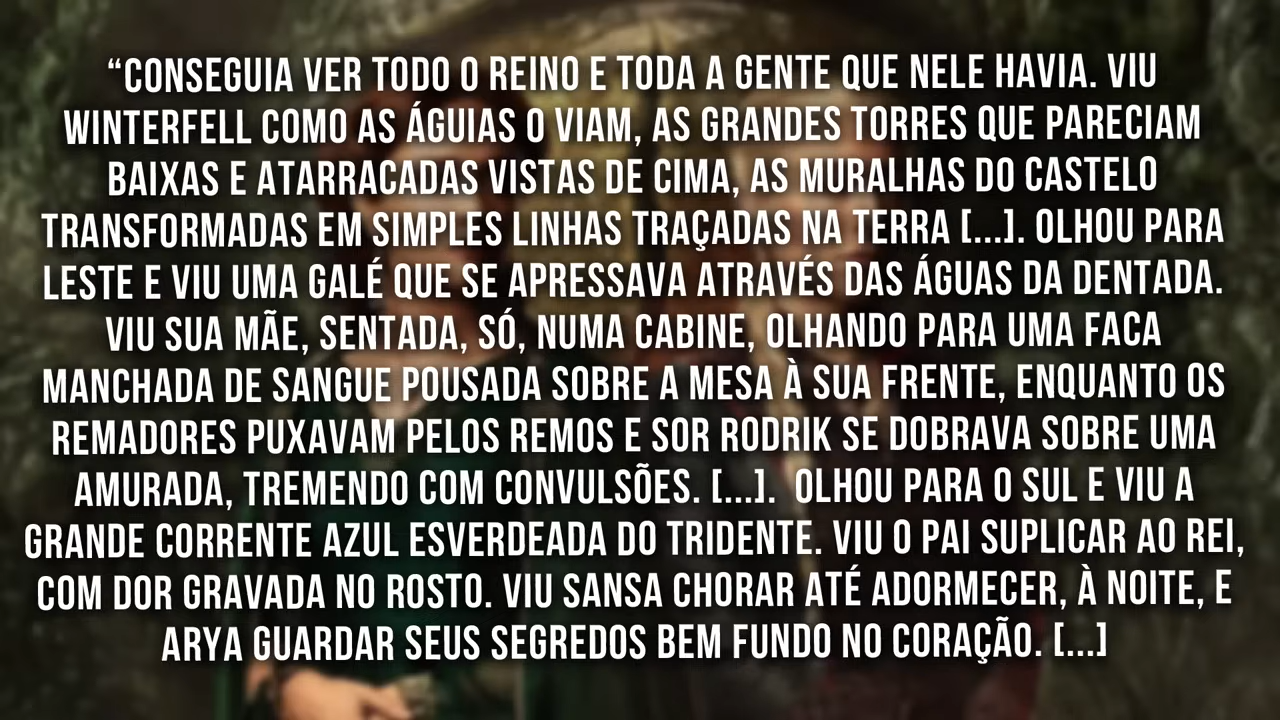 “CONSEGUIA VER TODO O REINO E TODA A GENTE QUE NELE HAVIA. VIU
WINTERFELL COMO AS ÁGUIAS O VIAM, AS GRANDES TORRES QUE PARECIAM
BAIXAS E ATARRACADAS VISTAS DE CIMA, AS MURALHAS DO CASTELO
TRANSFORMADAS EM SIMPLES LINHAS TRAÇADAS NA TERRA [...]. OLHOU PARA
LESTE E VIU UMA GALÉ QUE SE APRESSAVA ATRAVÉS DAS ÁGUAS DA DENTADA.
VIU SUA MÃE, SENTADA, SÓ, NUMA CABINE, OLHANDO PARA UMA FACA
MANCHADA DE SANGUE POUSADA SOBRE A MESA À SUA FRENTE, ENQUANTO OS
REMADORES PUXAVAM PELOS REMOS E SOR RODRIK SE DOBRAVA SOBRE UMA
AMURADA, TREMENDO COM CONVULSÕES. [...]. OLHOU PARA O SUL E VIU A
GRANDE CORRENTE AZUL ESVERDEADA DO TRIDENTE. VIU O PAI SUPLICAR AO REI,
COM DOR GRAVADA NO ROSTO. VIU SANSA CHORAR ATÉ ADORMECER, À NOITE, E
ARYA GUARDAR SEUS SEGREDOS BEM FUNDO NO CORAÇÃO. [...]